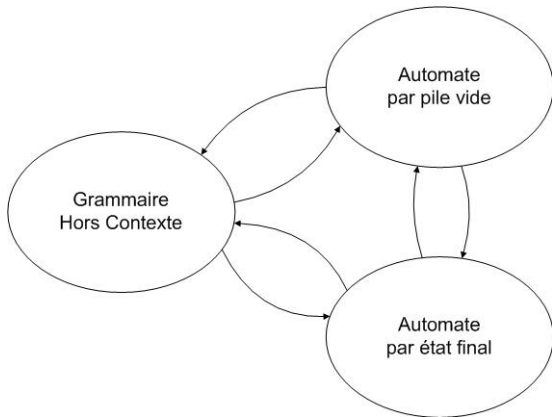 Automate
par pile vide
Grammaire
Hors Contexte
Automate
par état final